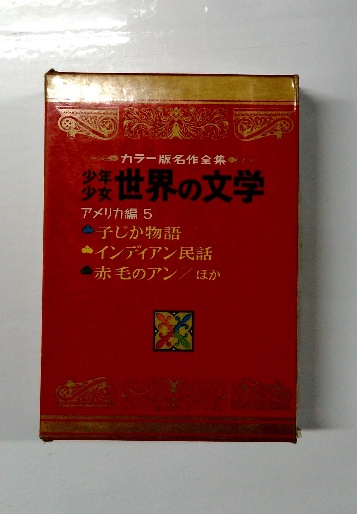 カラー版名作全集
少年少女世界の文学
アメリカ編 5
子じか物語
インディアン民話
赤毛のアン/ほか